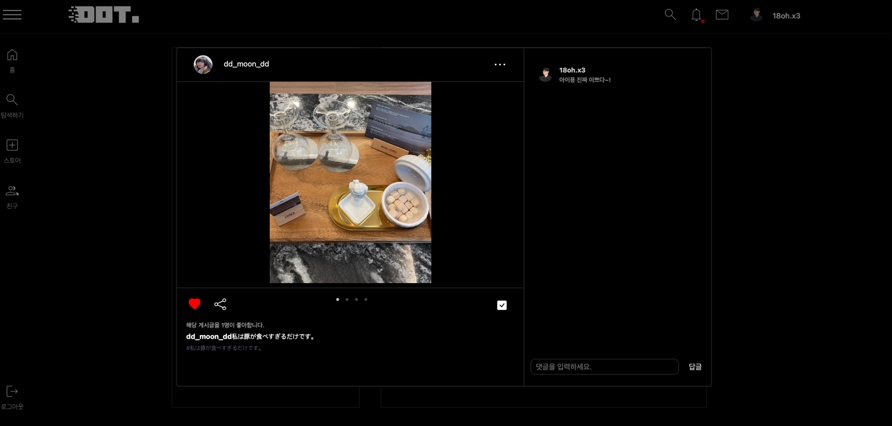 DOT.
18oh.x3
홈
탐색하기
스토어
친구
로그아웃
dd_moon_dd
해당 게시글을 1명이 좋아합니다.
dd_moon_dd私は豚が食べすぎるだけです。
#私は豚が食べすぎるだけです。
18oh.x3
아이폰 진짜 이쁘다~!
댓글을 입력하세요.
답글